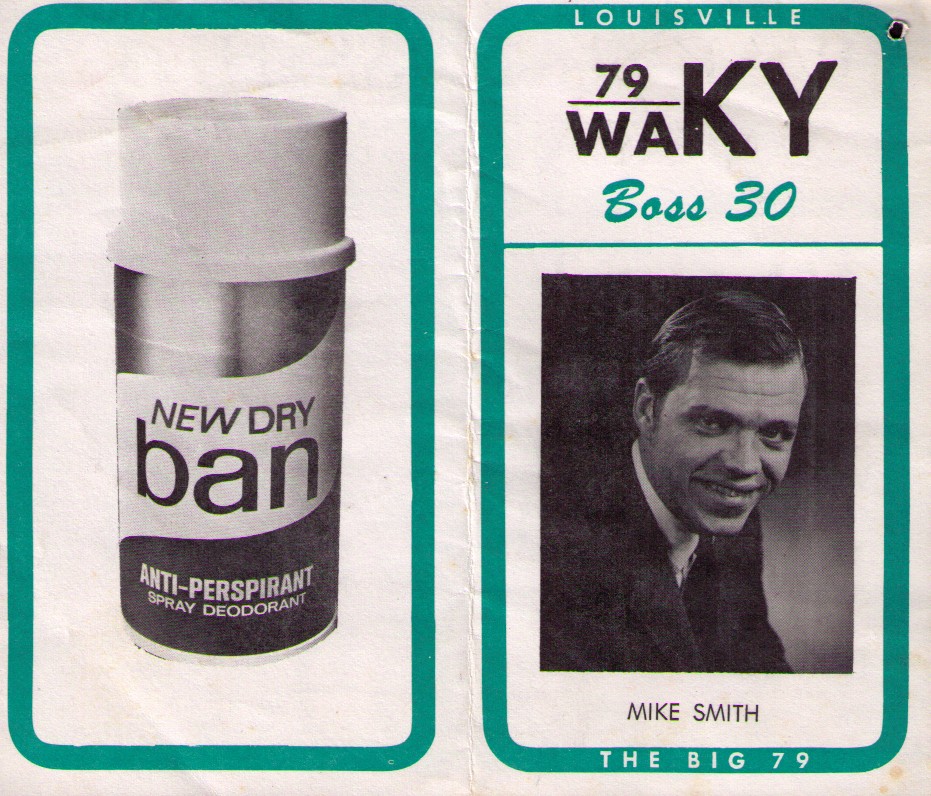 NEW DRY
ban
ANTI-PERSPIRANT
SPRAY DEODORANT
LOUISVILLE
79
WAKY
Boss 30
MIKE SMITH
THE BIG 79